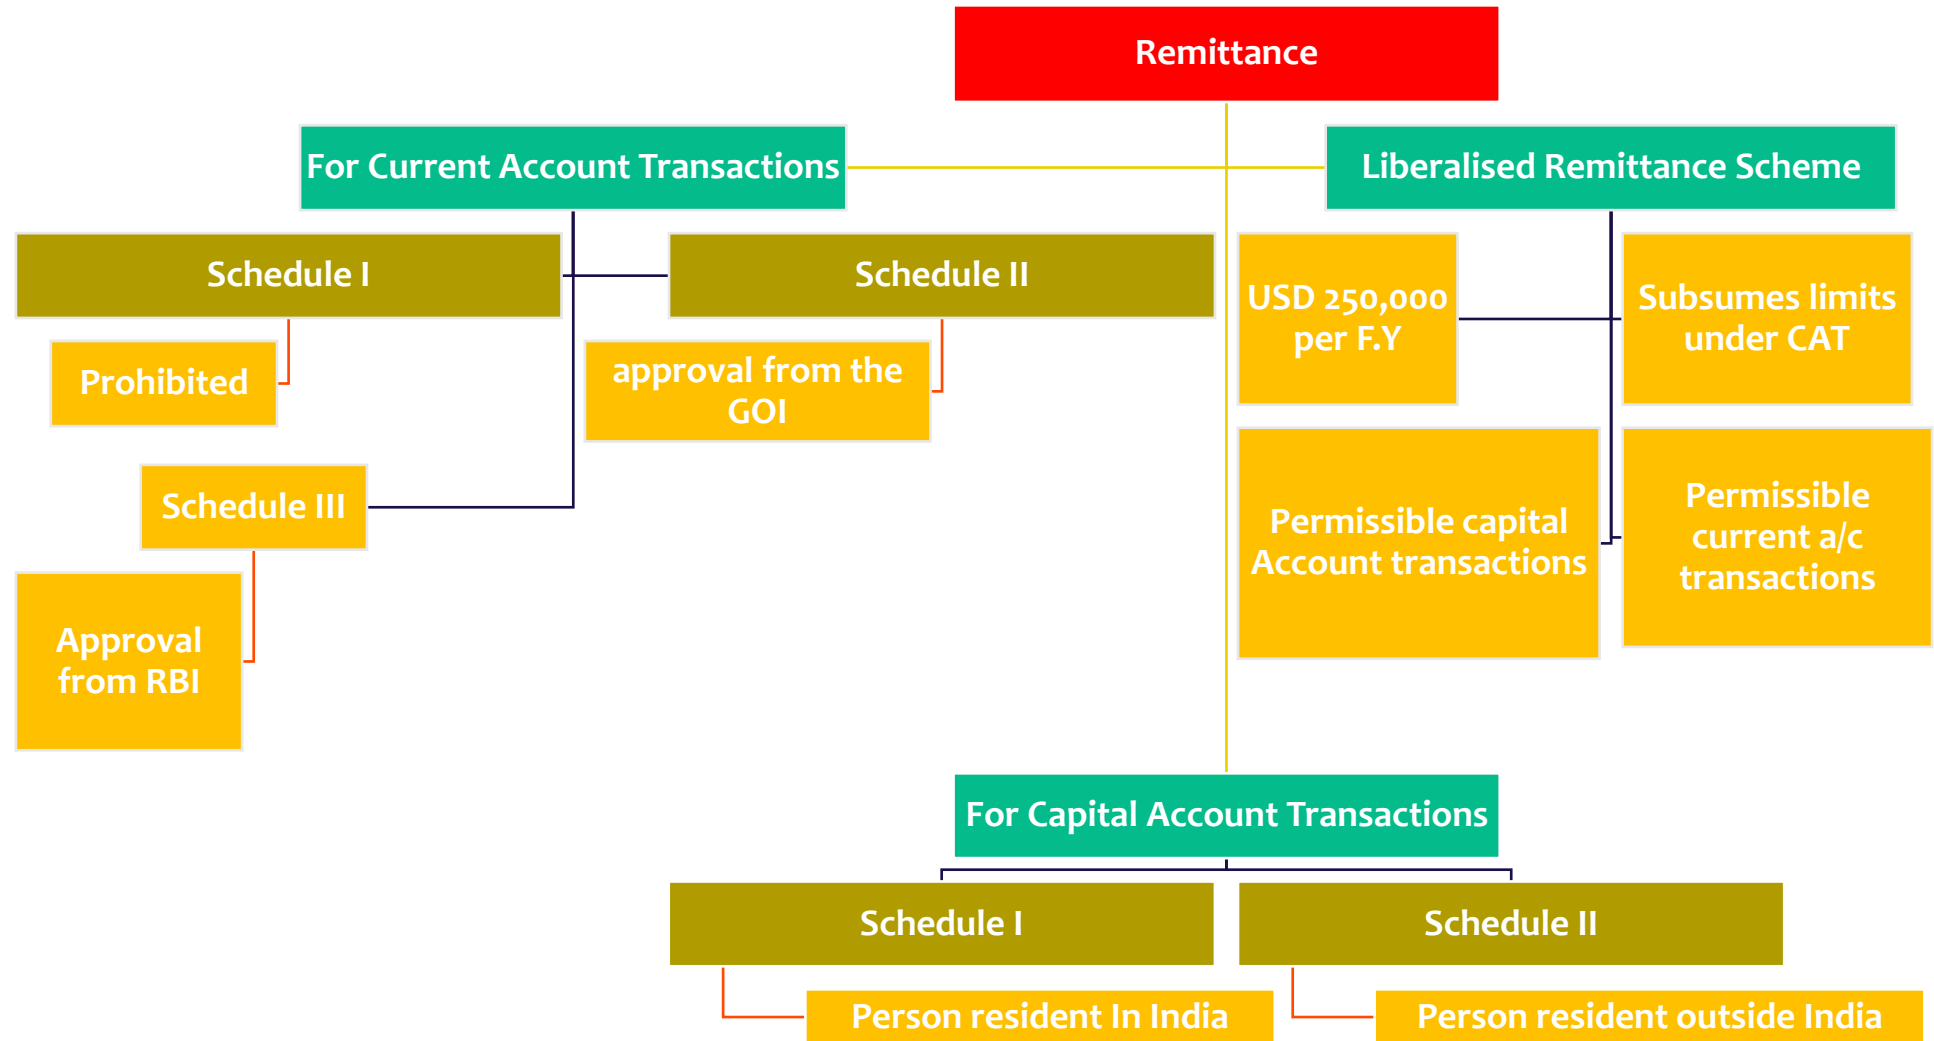 Remittance
For Current Account Transactions
Liberalised Remittance Scheme
Schedule I
Schedule II
USD 250,000
per F.Y
Subsumes limits
under CAT
Prohibited
approval from the
GOI
Schedule III
Permissible capital
Account transactions
Permissible
current a/c
transactions
Approval
from RBI
For Capital Account Transactions
Schedule I
Schedule II
Person resident In India
Person resident outside India